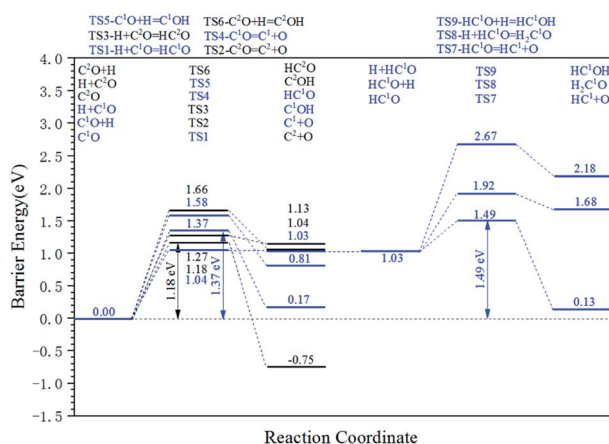 TS5-C¹O+H=C¹OH TS6-C²O+H=C²OH
TS3-H+C²O=HC²O TS4-C¹O=C¹+O
TS1-H+C¹O=HC¹O TS2-C²O=C²+O
TS9-HC¹O+H=HC¹OH
TS8-H+HC¹O=H₂C¹O
TS7-HC¹O=HC¹+O
4.0
3.5
3.0
2.5
2.0
1.5
1.0
0.5
0.0
-0.5
-1.0
-1.5
Barrier Energy(eV)
C²O+H
H+C²O
C²O
H+C¹O
C¹O+H
C¹O
TS6
TS5
TS4
TS3
TS2
TS1
HC²O
C²OH
HC¹O
C¹OH
C¹+O
C²+O
H+HC¹O
HC¹O+H
HC¹O
TS9
TS8
TS7
HC¹OH
H₂C¹O
HC¹+O
0.00
1.66
1.58
1.37
1.27
1.18
1.04
1.18 eV
1.37 eV
1.13
1.04
1.03
0.81
0.17
-0.75
1.03
2.67
1.92
1.49
1.49 eV
2.18
1.68
0.13
Reaction Coordinate